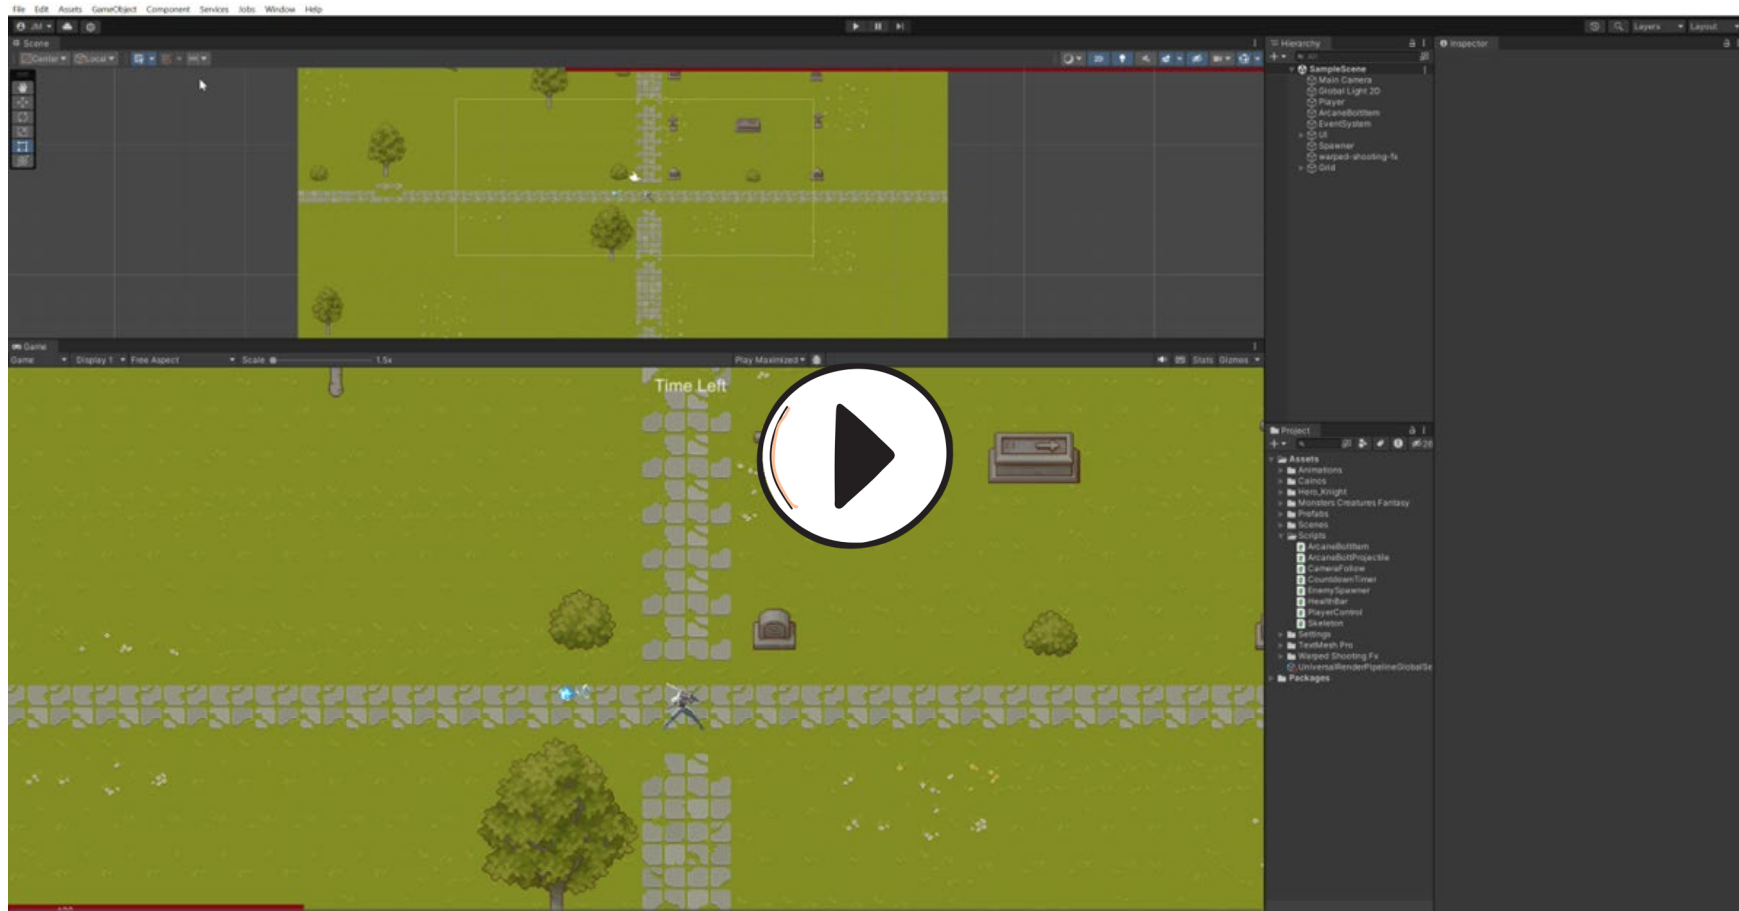 File Edit Assets GameObject Component Services Jobs Window Help
JM Layers Layout
Scene
Center Local
Hierarchy
Inspector
SampleScene
Main Camera
Global Light 2D
Player
ArcaneBoltItem
EventSystem
UI
Spawner
warped-shooting-fx
Grid
Game
Game Display 1 Free Aspect Scale 1.5x Play Maximized Stats Gizmos
Time Left
Project
Assets
Animations
Cainos
Hero_Knight
Monsters Creatures Fantasy
Prefabs
Scenes
Scripts
ArcaneBoltItem
ArcaneBoltProjectile
CameraFollow
CountdownTimer
EnemySpawner
HealthBar
PlayerControl
Skeleton
Settings
TextMesh Pro
Warped Shooting Fx
UniversalRenderPipelineGlobalSe
Packages